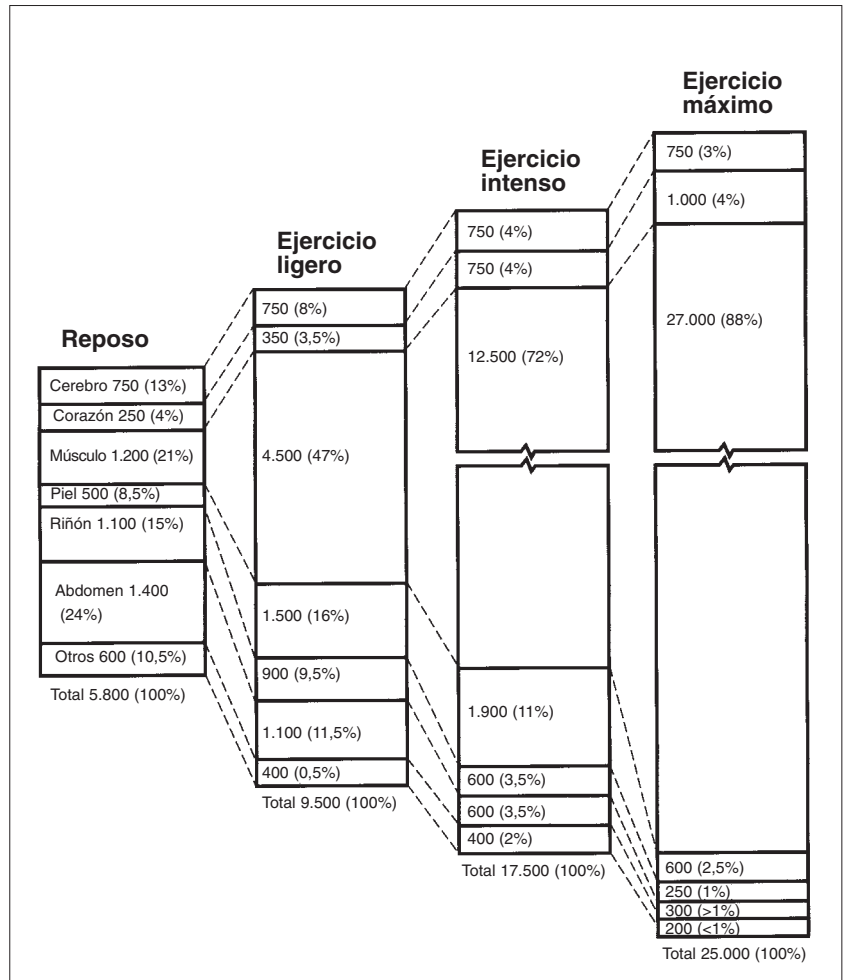 Reposo
Cerebro 750 (13%)
Corazón 250 (4%)
Músculo 1.200 (21%)
Piel 500 (8,5%)
Riñón 1.100 (15%)
Abdomen 1.400
(24%)
Otros 600 (10,5%)
Total 5.800 (100%)
Ejercicio
ligero
750 (8%)
350 (3,5%)
4.500 (47%)
1.500 (16%)
900 (9,5%)
1.100 (11,5%)
400 (0,5%)
Total 9.500 (100%)
Ejercicio
intenso
750 (4%)
750 (4%)
12.500 (72%)
1.900 (11%)
600 (3,5%)
600 (3,5%)
400 (2%)
Total 17.500 (100%)
Ejercicio
máximo
750 (3%)
1.000 (4%)
27.000 (88%)
600 (2,5%)
250 (1%)
300 (>1%)
200 (<1%)
Total 25.000 (100%)